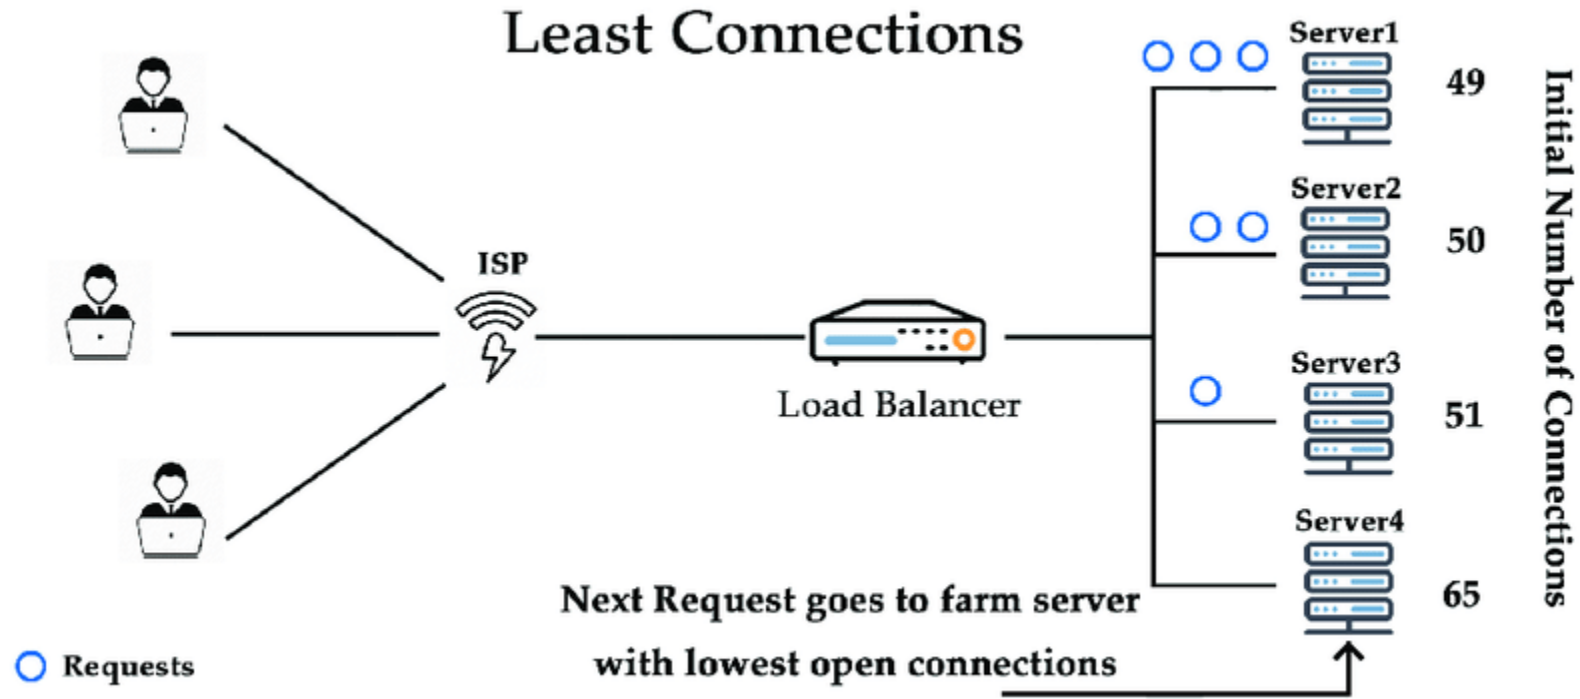 Least Connections
Server1
49
Server2
50
ISP
Server3
51
Load Balancer
Server4
65
Initial Number of Connections
Next Request goes to farm server
with lowest open connections
Requests